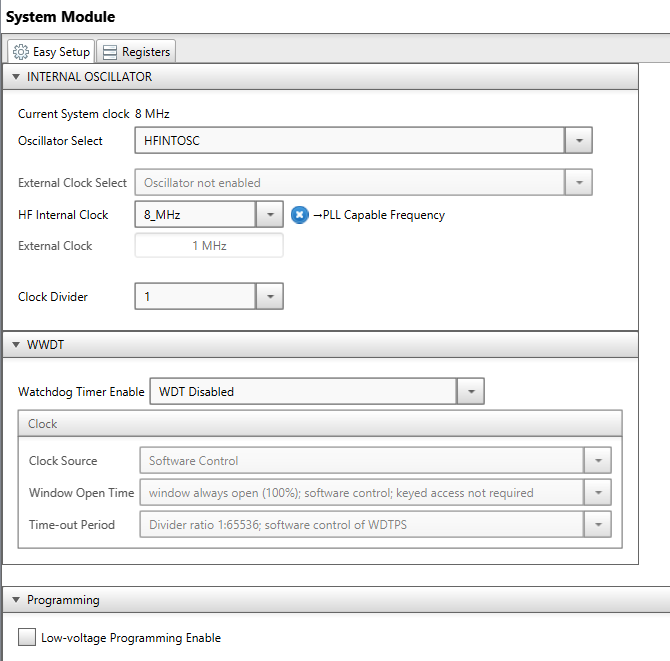 System Module
Easy Setup Registers
INTERNAL OSCILLATOR
Current System clock 8 MHz
Oscillator Select HFINTOSC
External Clock Select Oscillator not enabled
HF Internal Clock 8_MHz →PLL Capable Frequency
External Clock 1 MHz
Clock Divider 1
WWDT
Watchdog Timer Enable WDT Disabled
Clock
Clock Source Software Control
Window Open Time window always open (100%); software control; keyed access not required
Time-out Period Divider ratio 1:65536; software control of WDTPS
Programming
Low-voltage Programming Enable